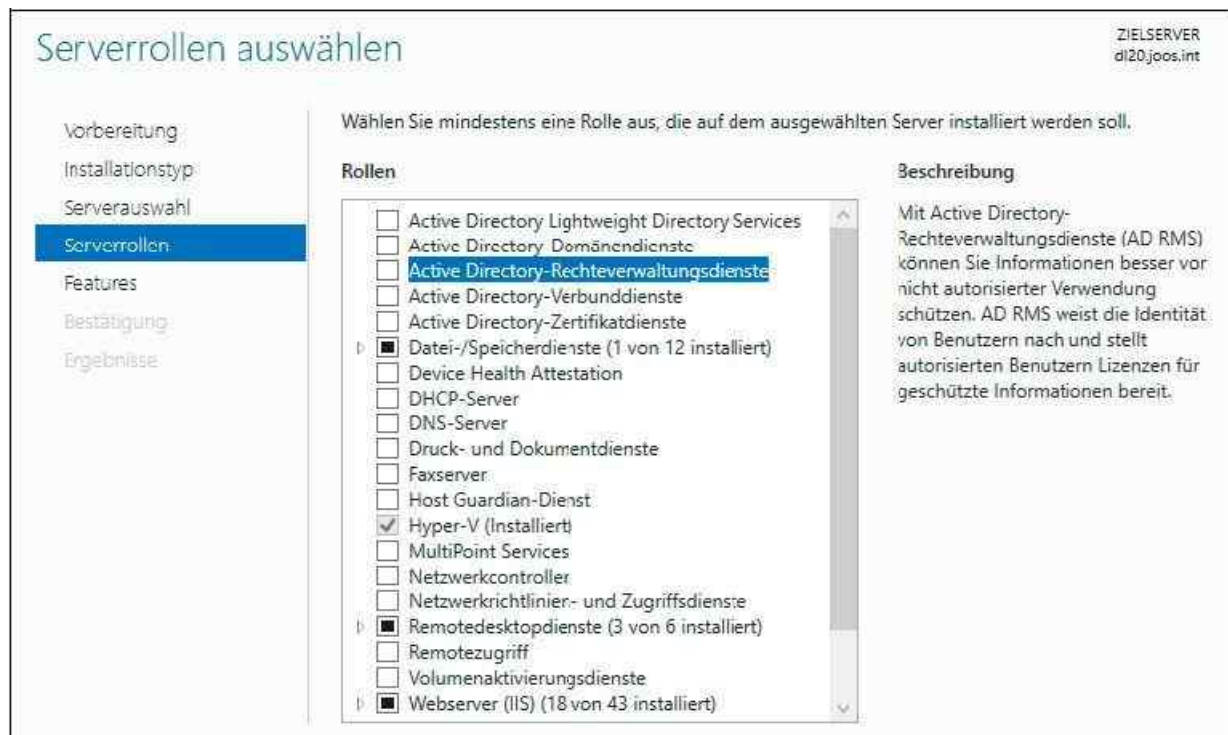 Serverrollen auswählen
ZIELSERVER
dl20.joos.int
Vorbereitung
Installationstyp
Serverauswahl
Serverrollen
Features
Bestätigung
Ergebnisse
Wählen Sie mindestens eine Rolle aus, die auf dem ausgewählten Server installiert werden soll.
Rollen
Active Directory Lightweight Directory Services
Active Directory-Domänendienste
Active Directory-Rechteverwaltungsdienste
Active Directory-Verbunddienste
Active Directory-Zertifikatdienste
Datei-/Speicherdienste (1 von 12 installiert)
Device Health Attestation
DHCP-Server
DNS-Server
Druck- und Dokumentdienste
Faxserver
Host Guardian-Dienst
Hyper-V (Installiert)
MultiPoint Services
Netzwerkcontroller
Netzwerkrichtlinien- und Zugriffsdienste
Remotedesktopdienste (3 von 6 installiert)
Remotezugriff
Volumenaktivierungsdienste
Webserver (IIS) (18 von 43 installiert)
Beschreibung
Mit Active Directory-
Rechteverwaltungsdienste (AD RMS)
können Sie Informationen besser vor
nicht autorisierter Verwendung
schützen. AD RMS weist die Identität
von Benutzern nach und stellt
autorisierten Benutzern Lizenzen für
geschützte Informationen bereit.